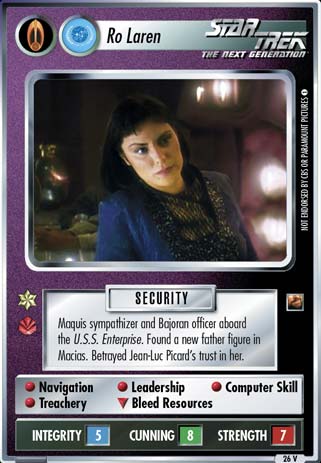 Ro Laren
STAR TREK
THE NEXT GENERATION
NOT ENDORSED BY CBS OR PARAMOUNT PICTURES
SECURITY
Maquis sympathizer and Bajoran officer aboard
the U.S.S. Enterprise. Found a new father figure in
Macias. Betrayed Jean-Luc Picard's trust in her.
Navigation Leadership Computer Skill
Treachery Bleed Resources
INTEGRITY 5 CUNNING 8 STRENGTH 7
26 V